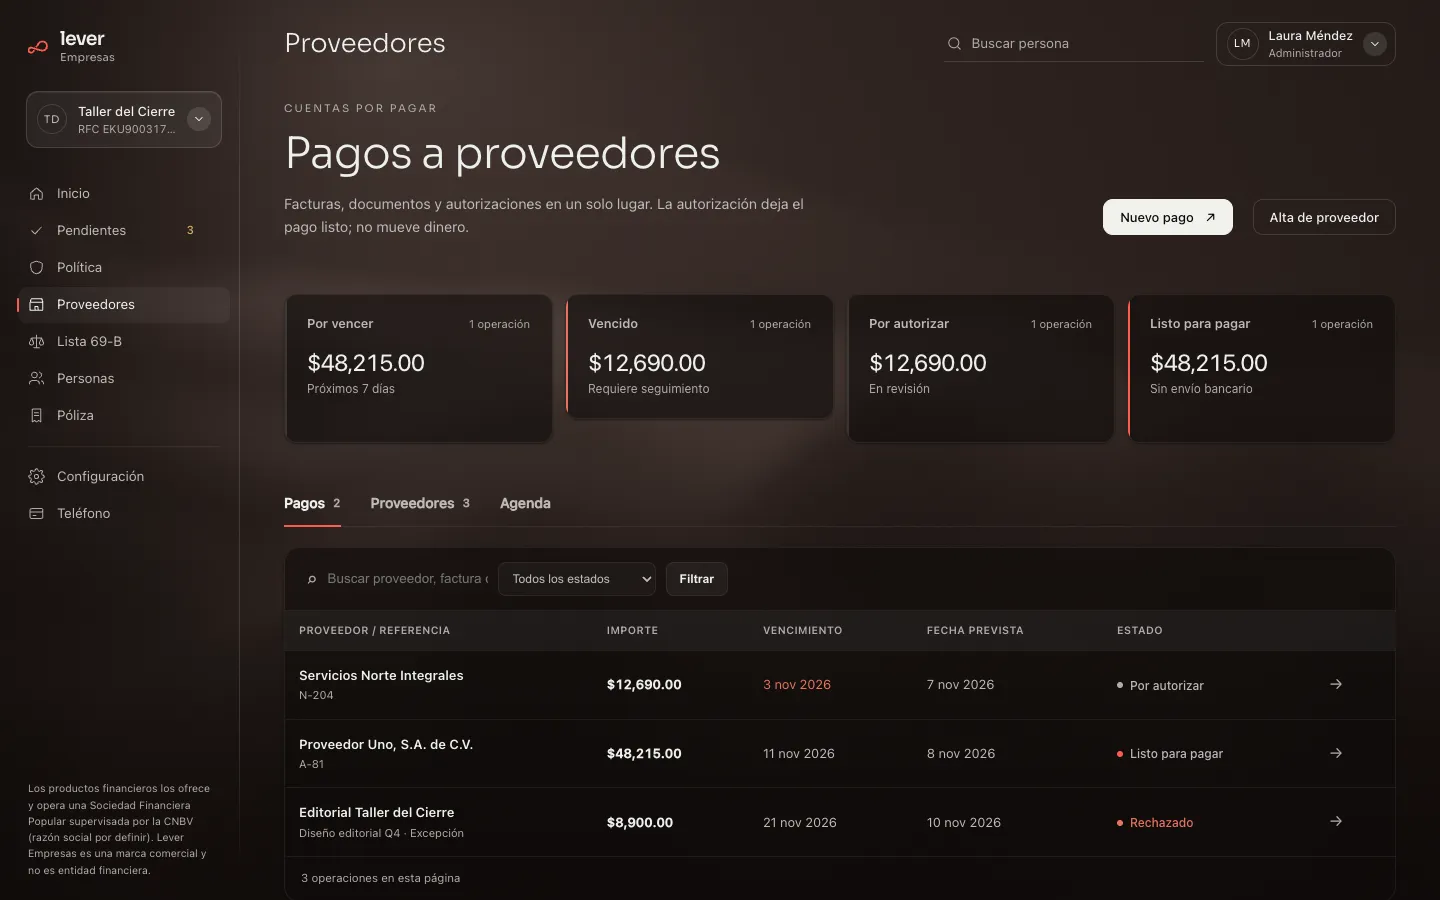 lever
Empresas
TD
Taller del Cierre
RFC EKU900317...
Inicio
Pendientes 3
Política
Proveedores
Lista 69-B
Personas
Póliza
Configuración
Teléfono
Los productos financieros los ofrece
y opera una Sociedad Financiera
Popular supervisada por la CNBV
(razón social por definir). Lever
Empresas es una marca comercial y
no es entidad financiera.
Proveedores
Buscar persona
LM
Laura Méndez
Administrador
CUENTAS POR PAGAR
Pagos a proveedores
Facturas, documentos y autorizaciones en un solo lugar. La autorización deja el
pago listo; no mueve dinero.
Nuevo pago
Alta de proveedor
Por vencer 1 operación
$48,215.00
Próximos 7 días
Vencido 1 operación
$12,690.00
Requiere seguimiento
Por autorizar 1 operación
$12,690.00
En revisión
Listo para pagar 1 operación
$48,215.00
Sin envío bancario
Pagos 2 Proveedores 3 Agenda
Buscar proveedor, factura Todos los estados Filtrar
PROVEEDOR / REFERENCIA IMPORTE VENCIMIENTO FECHA PREVISTA ESTADO
Servicios Norte Integrales
N-204
$12,690.00 3 nov 2026 7 nov 2026 Por autorizar
Proveedor Uno, S.A. de C.V.
A-81
$48,215.00 11 nov 2026 8 nov 2026 Listo para pagar
Editorial Taller del Cierre
Diseño editorial Q4 · Excepción
$8,900.00 21 nov 2026 10 nov 2026 Rechazado
3 operaciones en esta página